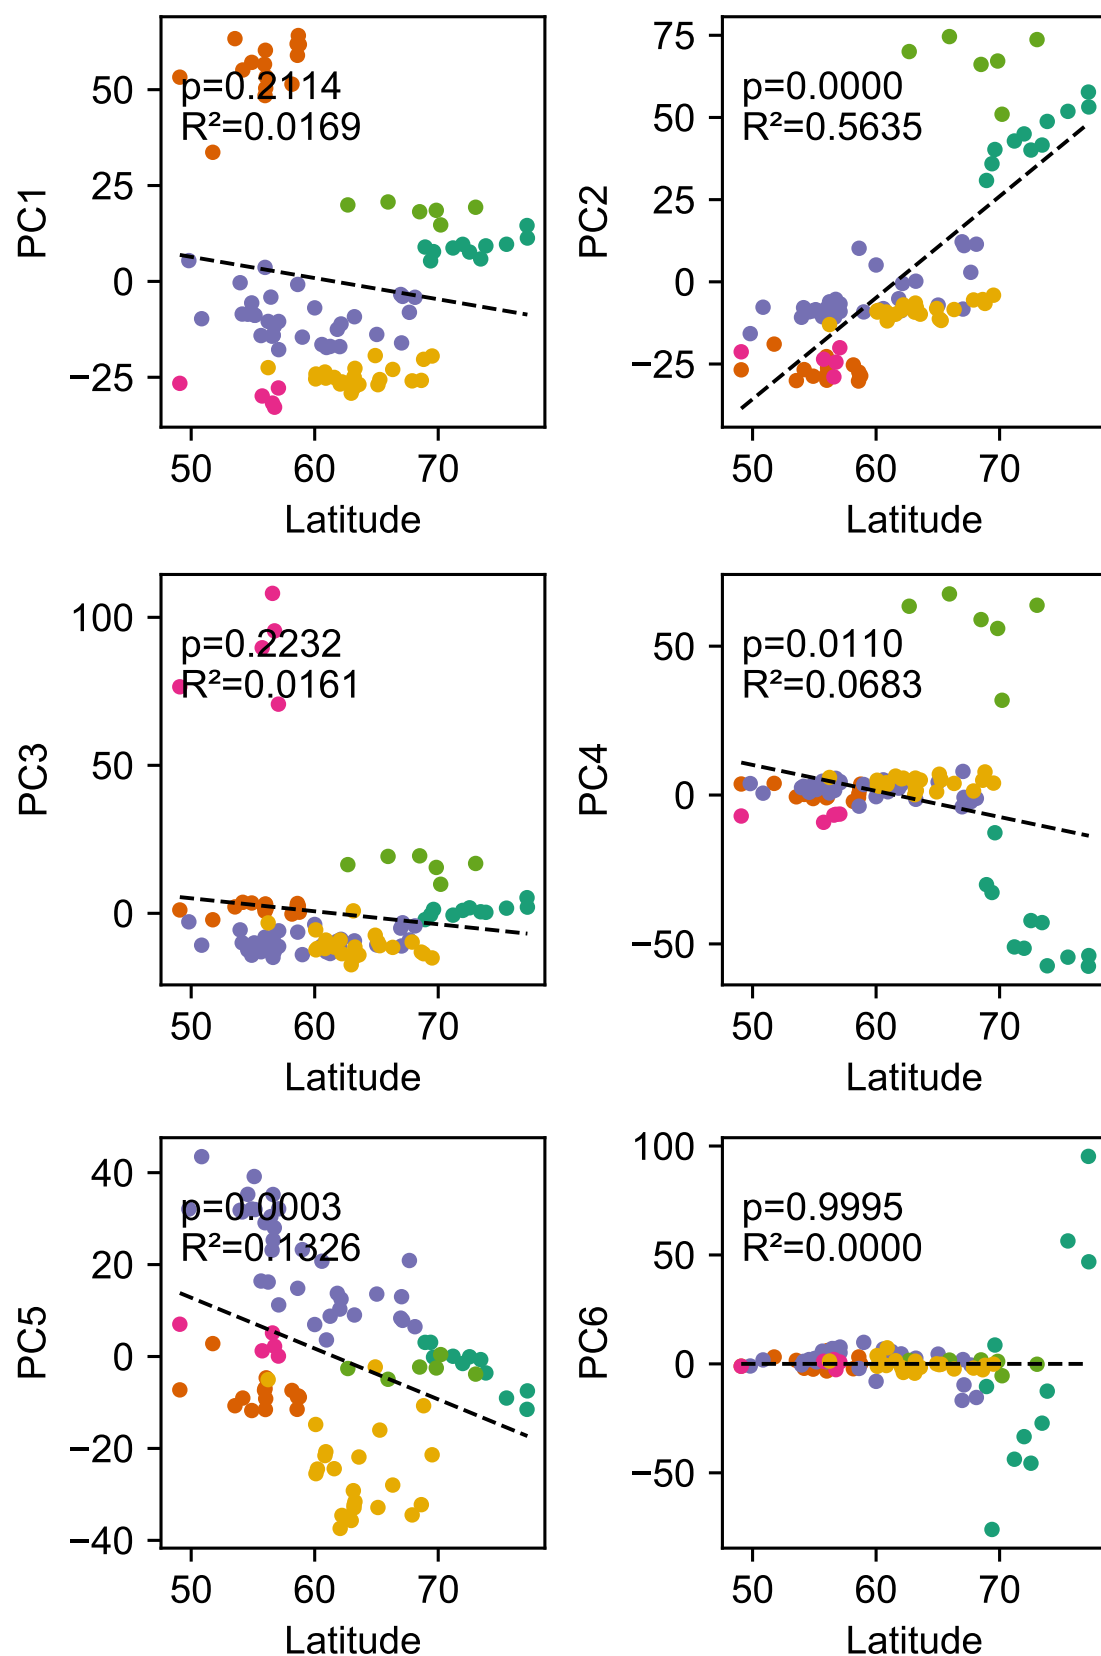 PC1
50
25
0
−25
p=0.2114
R²=0.0169
50 60 70
Latitude
PC2
75
50
25
0
−25
p=0.0000
R²=0.5635
50 60 70
Latitude
PC3
100
50
0
p=0.2232
R²=0.0161
50 60 70
Latitude
PC4
50
0
−50
p=0.0110
R²=0.0683
50 60 70
Latitude
PC5
40
20
0
−20
−40
p=0.0003
R²=0.1326
50 60 70
Latitude
PC6
100
50
0
−50
p=0.9995
R²=0.0000
50 60 70
Latitude